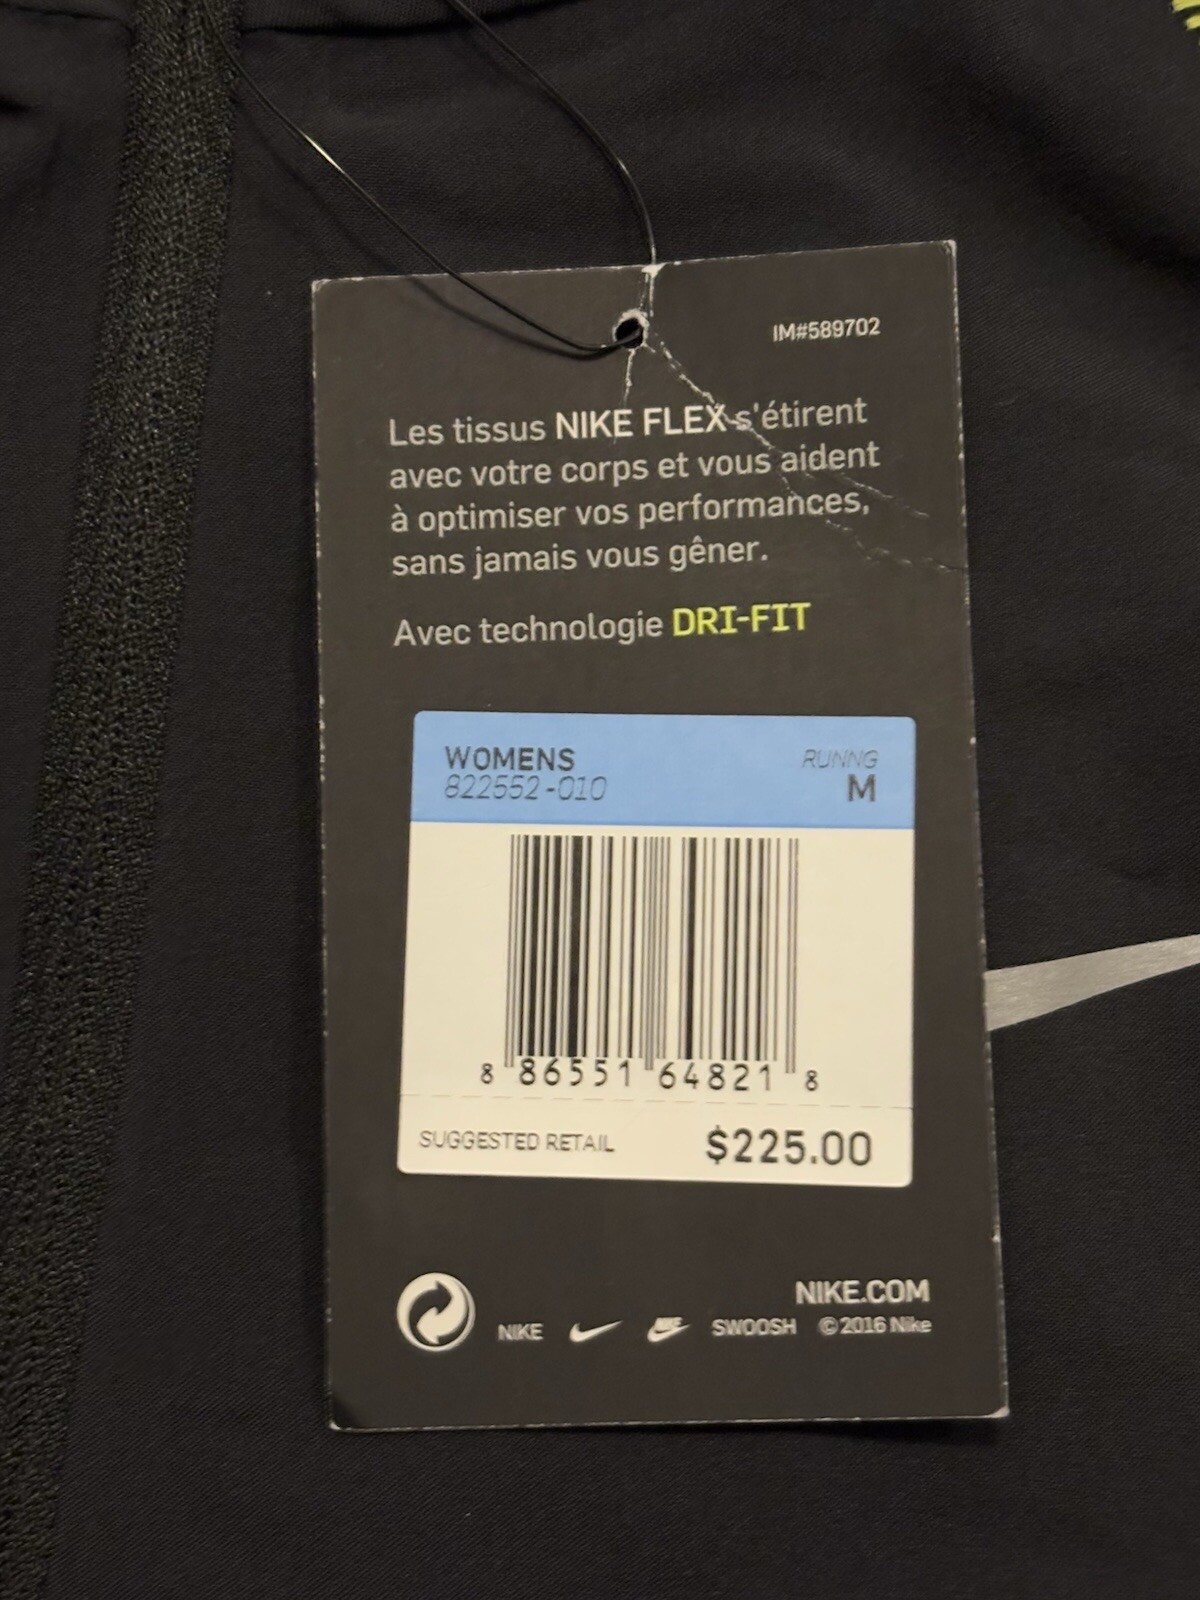 IM#589702
Les tissus NIKE FLEX s'étirent
avec votre corps et vous aident
à optimiser vos performances,
sans jamais vous gêner.
Avec technologie DRI-FIT
WOMENS RUNNG
822552-010 M
8 86551 64821 8
SUGGESTED RETAIL $225.00
NIKE.COM
NIKE NIKE SWOOSH ©2016 Nike